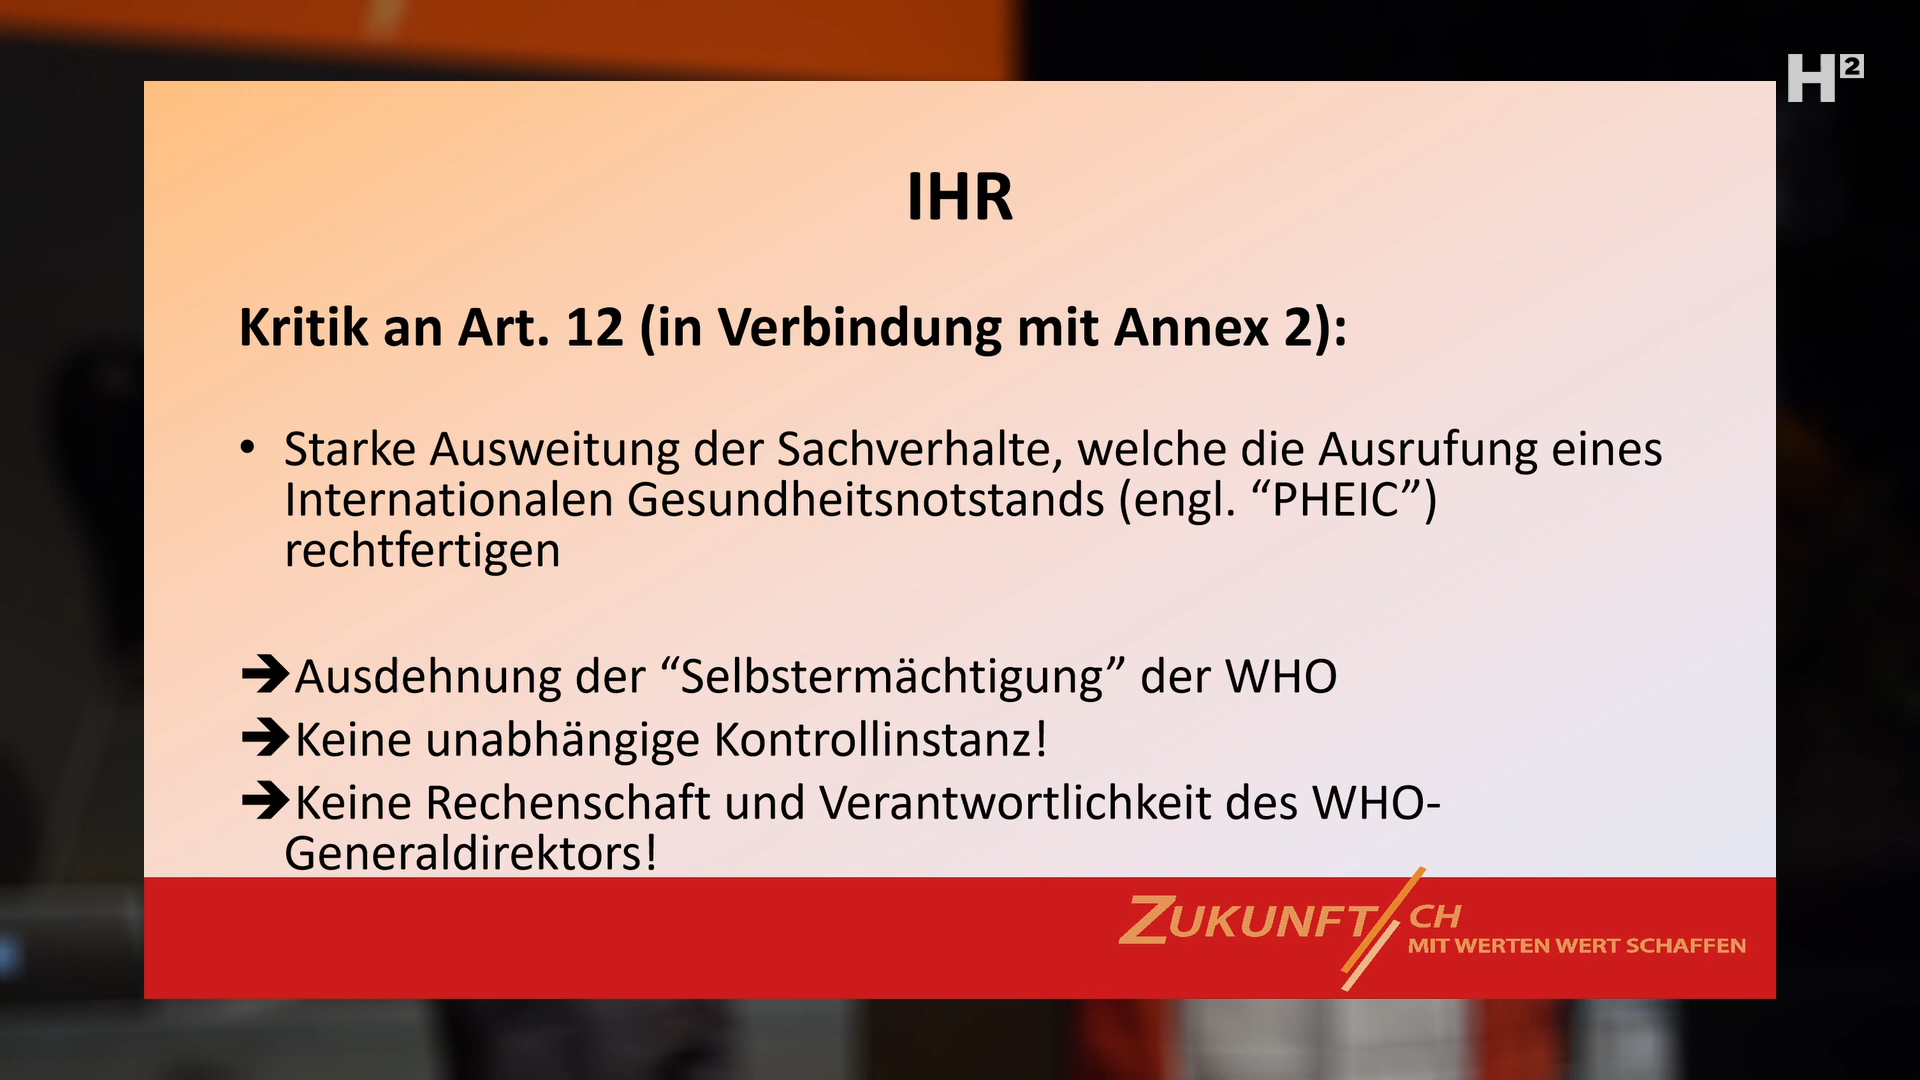 H²
IHR
Kritik an Art. 12 (in Verbindung mit Annex 2):
• Starke Ausweitung der Sachverhalte, welche die Ausrufung eines
Internationalen Gesundheitsnotstands (engl. “PHEIC”)
rechtfertigen
➔Ausdehnung der “Selbstermächtigung” der WHO
➔Keine unabhängige Kontrollinstanz!
➔Keine Rechenschaft und Verantwortlichkeit des WHO-
Generaldirektors!
ZUKUNFT CH
MIT WERTEN WERT SCHAFFEN